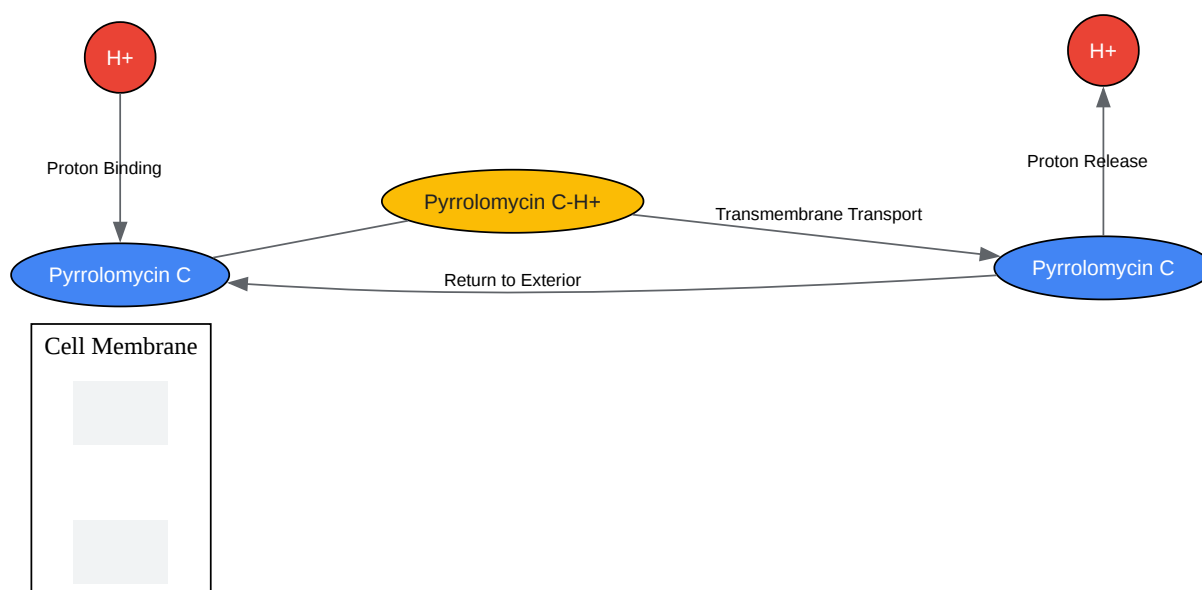 H+
H+
Proton Binding
Proton Release
Pyrrolomycin C-H+
Transmembrane Transport
Pyrrolomycin C
Pyrrolomycin C
Return to Exterior
Cell Membrane